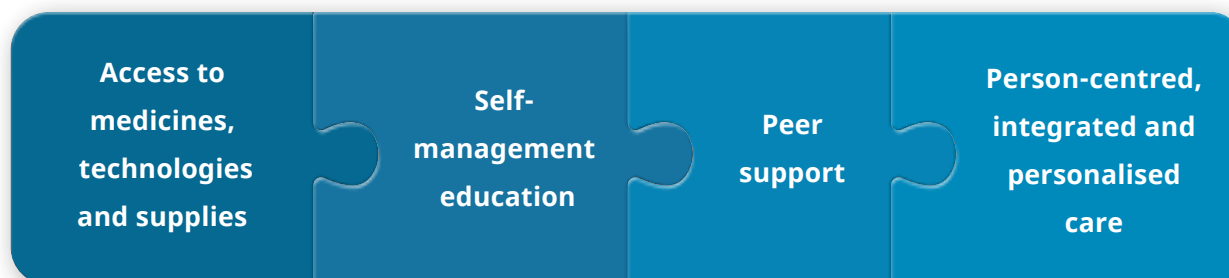 Access to
medicines,
technologies
and supplies
Self-
management
education
Peer
support
Person-centred,
integrated and
personalised
care